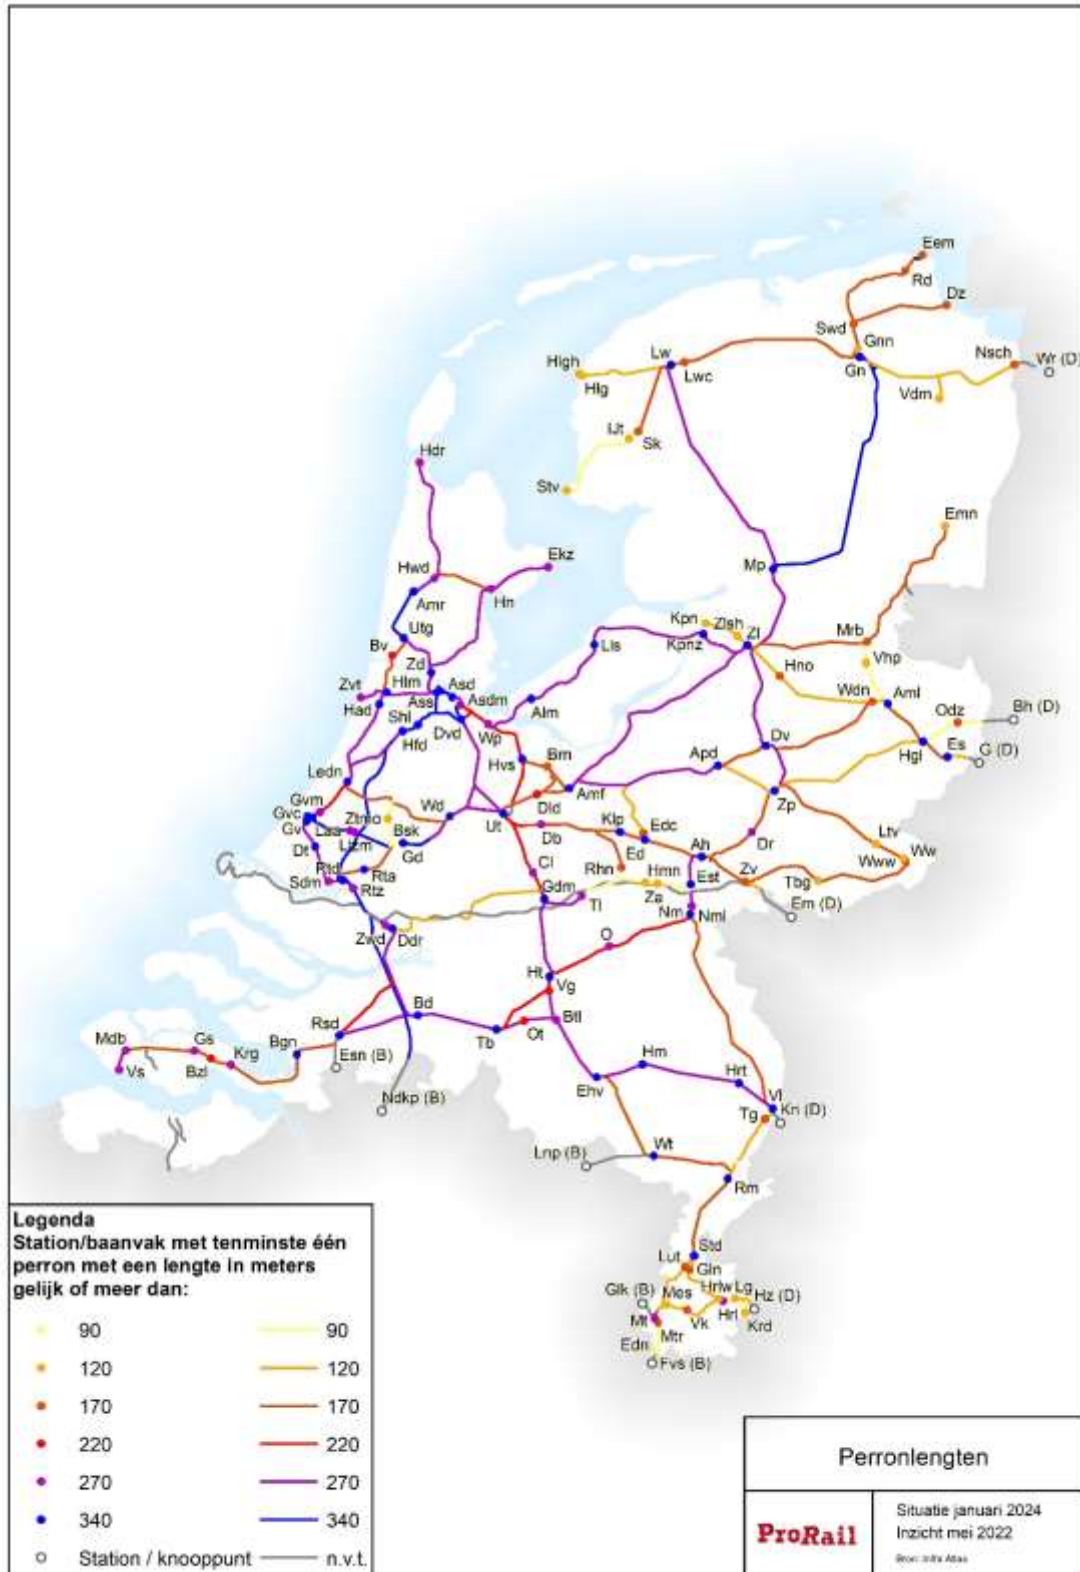 Eem
Rd
Dz
Swd
Gnn
Lw
Nsch
Wr (D)
Hlgh
Lwc
Gn
Hlg
Vdm
IJt
Sk
Hdr
Stv
Emn
Ekz
Hwd
Mp
Amr
Hn
Utg
Kpn
Zlsh
Zl
Mrb
Bv
Lls
Kpnz
Vhp
Zd
Hno
Zvt
Hlm
Asd
Wdn
Aml
Ass
Asdm
Had
Alm
Odz
Bh (D)
Shl
Dvd
Wp
Hfd
Dv
Es
G (D)
Hvs
Brn
Apd
Hgl
Ledn
Amf
Gvm
Zp
Gvc
Ztmo
Wd
Dld
Gv
Laa
Bsk
Ut
Klp
Edc
Ltv
Dt
Ltzm
Gd
Db
Dr
Ww
Ed
Ah
Www
Rtd
Cl
Rhn
Hmn
Est
Zv
Sdm
Rta
Tbg
Rtz
Gdm
Tl
Za
Em (D)
Nm
Nml
Zwd
Ddr
O
Ht
Vg
Bd
Rsd
Btl
Mdb
Gs
Bgn
Tb
Ot
Hm
Krg
Esn (B)
Hrt
Vs
Bzl
Ehv
Vl
Ndkp (B)
Kn (D)
Tg
Wt
Lnp (B)
Rm
Std
Lut
Gln
Hrlw
Lg
Glk (B)
Mes
Hz (D)
Mt
Vk
Hrl
Krd
Mtr
Edn
Fvs (B)
Legenda
Station/baanvak met tenminste één
perron met een lengte in meters
gelijk of meer dan:
90 90
120 120
170 170
220 220
270 270
340 340
Station / knooppunt n.v.t.
Perronlengten
ProRail
Situatie januari 2024
Inzicht mei 2022
Bron: Infra Atlas